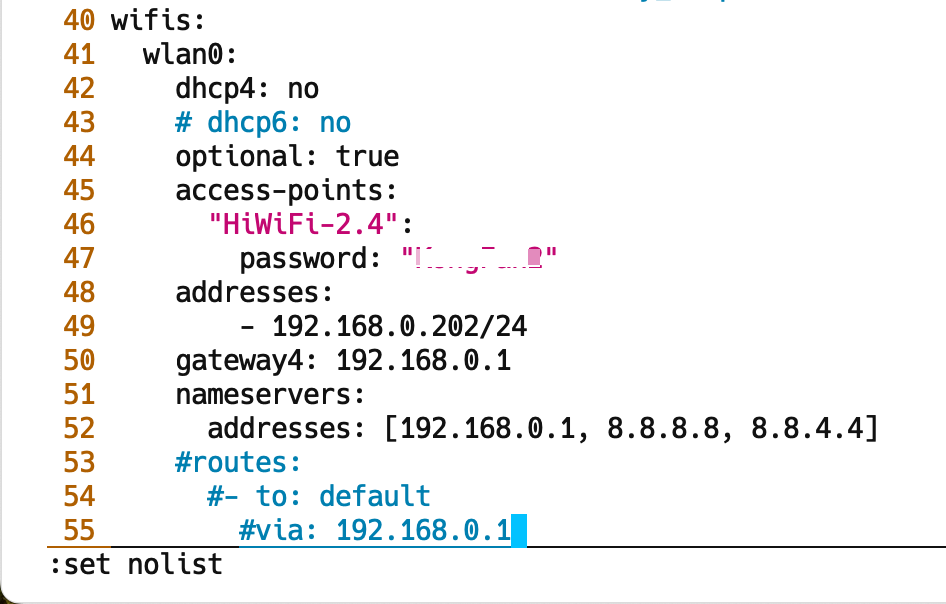 40 wifis:
41   wlan0:
42     dhcp4: no
43     # dhcp6: no
44     optional: true
45     access-points:
46       "HiWiFi-2.4":
47         password: "
48     addresses:
49         - 192.168.0.202/24
50     gateway4: 192.168.0.1
51     nameservers:
52       addresses: [192.168.0.1, 8.8.8.8, 8.8.4.4]
53     #routes:
54       #- to: default
55         #via: 192.168.0.1
:set nolist